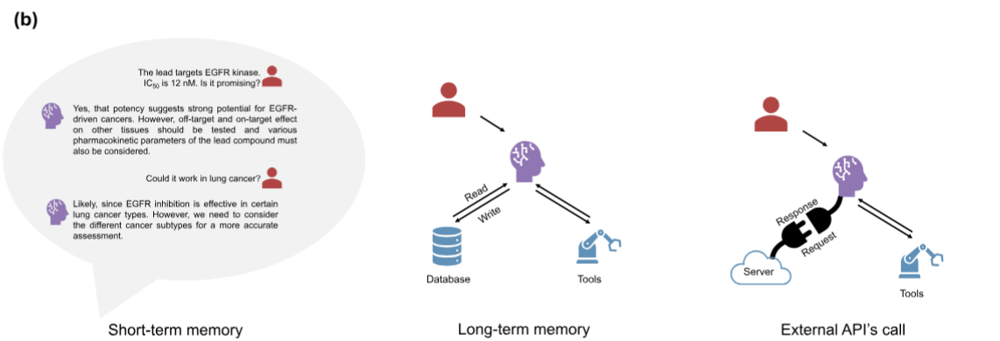 (b)
The lead targets EGFR kinase.
IC50 is 12 nM. Is it promising?
Yes, that potency suggests strong potential for EGFR-
driven cancers. However, off-target and on-target effect
on other tissues should be tested and various
pharmacokinetic parameters of the lead compound must
also be considered.
Could it work in lung cancer?
Likely, since EGFR inhibition is effective in certain
lung cancer types. However, we need to consider
the different cancer subtypes for a more accurate
assessment.
Short-term memory
Read
Write
Database
Tools
Long-term memory
Response
Request
Server
Tools
External API's call